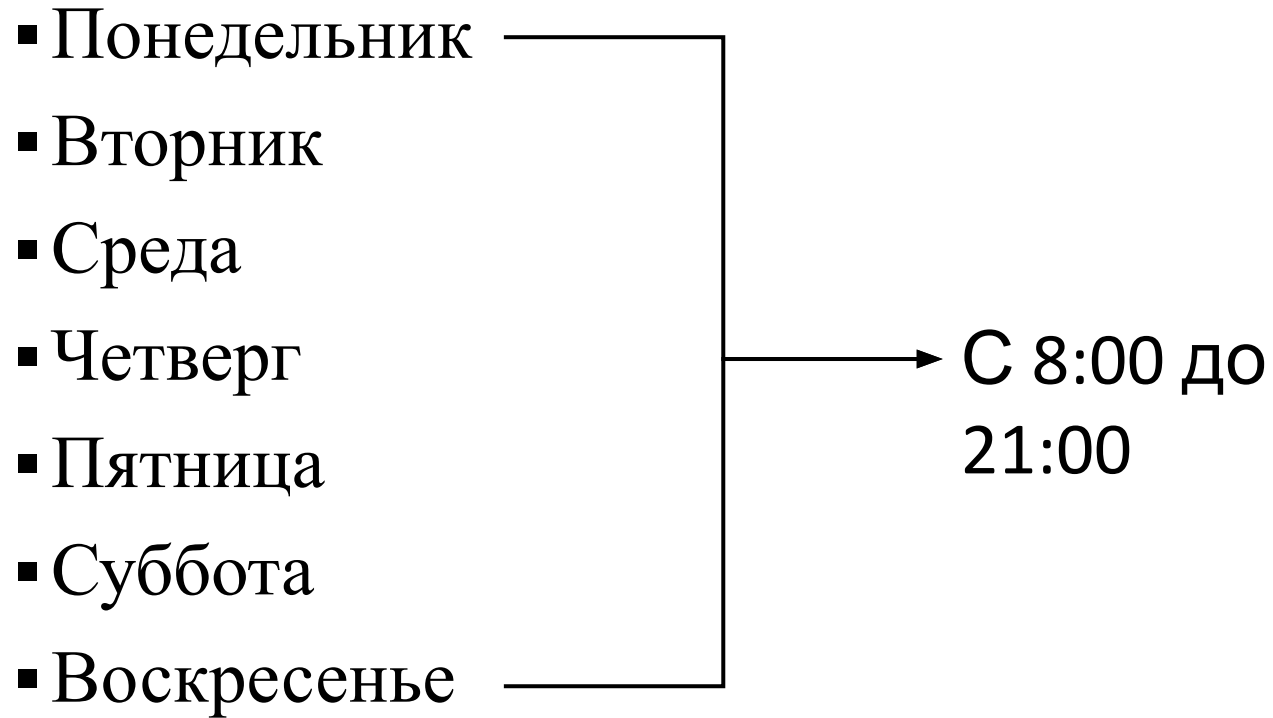 ▪Понедельник
▪Вторник
▪Среда
▪Четверг
▪Пятница
▪Суббота
▪Воскресенье
С 8:00 до
21:00